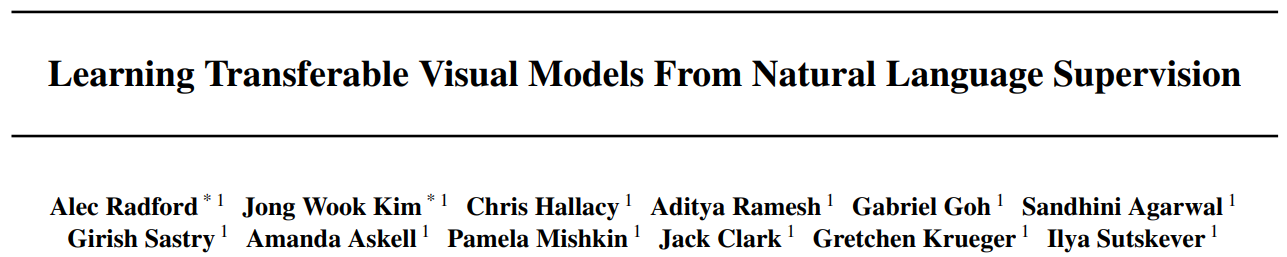 Learning Transferable Visual Models From Natural Language Supervision
Alec Radford * 1 Jong Wook Kim * 1 Chris Hallacy 1 Aditya Ramesh 1 Gabriel Goh 1 Sandhini Agarwal 1
Girish Sastry 1 Amanda Askell 1 Pamela Mishkin 1 Jack Clark 1 Gretchen Krueger 1 Ilya Sutskever 1